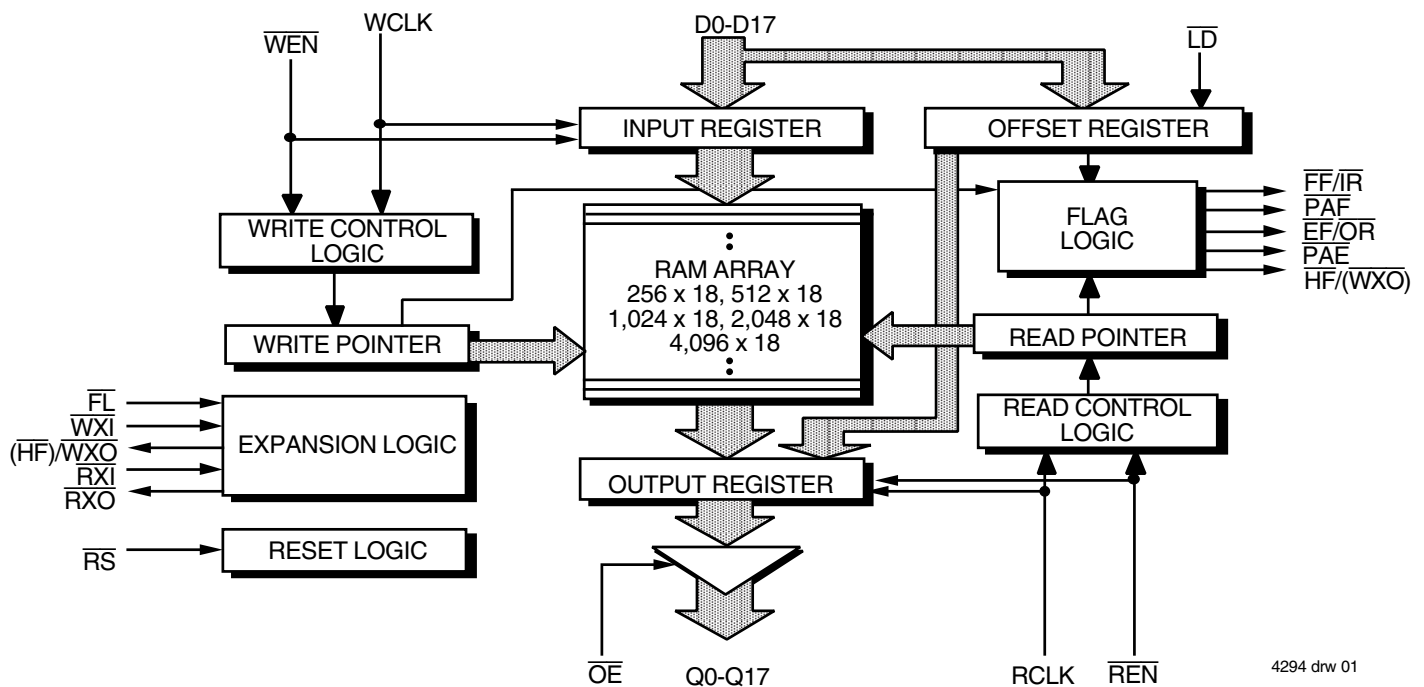 WEN
WCLK
D0-D17
LD
INPUT REGISTER
OFFSET REGISTER
WRITE CONTROL
LOGIC
FLAG
LOGIC
FF/IR
PAF
EF/OR
PAE
HF/(WXO)
RAM ARRAY
256 x 18, 512 x 18
1,024 x 18, 2,048 x 18
4,096 x 18
WRITE POINTER
READ POINTER
FL
WXI
(HF)/WXO
RXI
RXO
EXPANSION LOGIC
READ CONTROL
LOGIC
OUTPUT REGISTER
RS
RESET LOGIC
OE
Q0-Q17
RCLK
REN
4294 drw 01